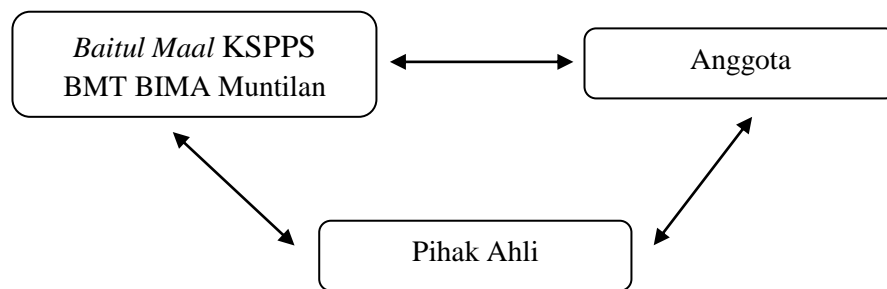 Baitul Maal KSPPS
BMT BIMA Muntilan
Anggota
Pihak Ahli